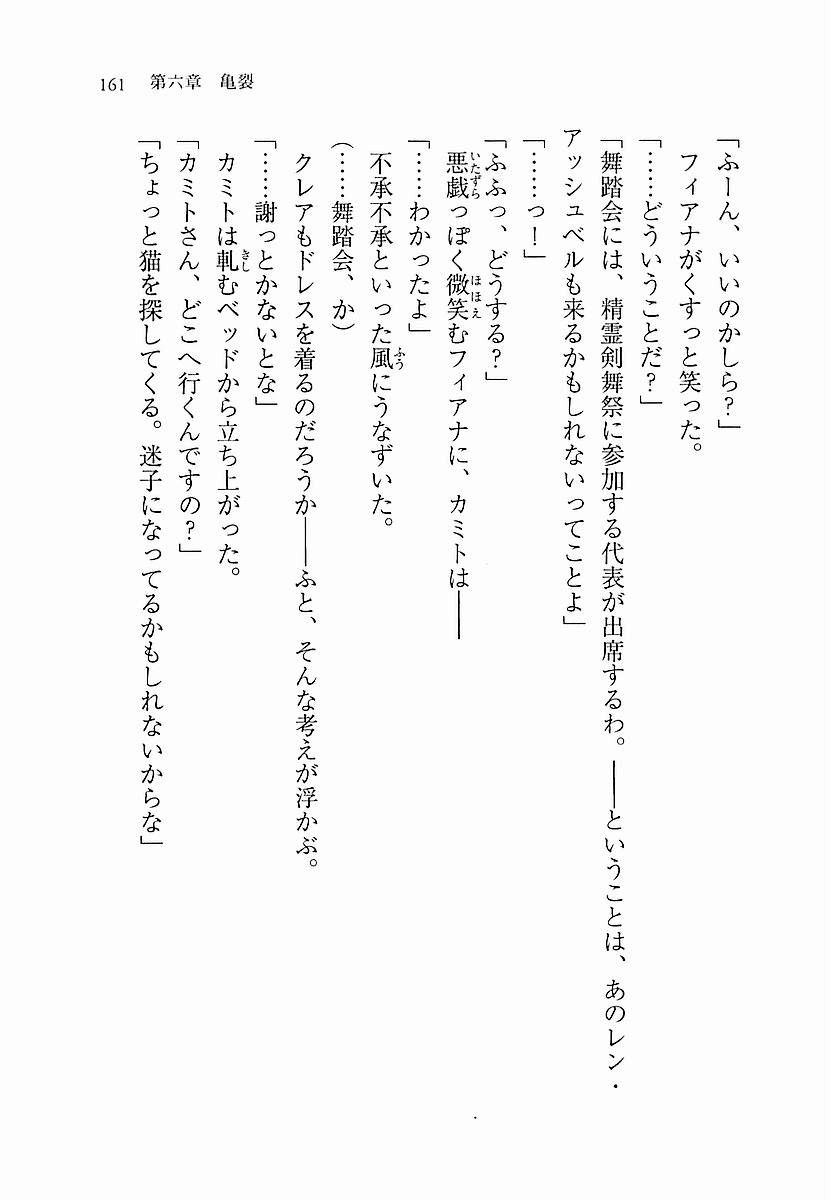 161　第六章　亀裂
「ふーん、いいのかしら？」
フィアナがくすっと笑った。
「……どういうことだ？」
「舞踏会には、精霊剣舞祭に参加する代表が出席するわ。――ということは、あのレン・
アッシュベルも来るかもしれないってことよ」
「……っ！」
「ふふっ、どうする？」
悪戯っぽく微笑むフィアナに、カミトは――
「……わかったよ」
不承不承といった風にうなずいた。
（……舞踏会、か）
クレアもドレスを着るのだろうか――ふと、そんな考えが浮かぶ。
「……謝っとかないとな」
カミトは軋むベッドから立ち上がった。
「カミトさん、どこへ行くんですの？」
「ちょっと猫を探してくる。迷子になってるかもしれないからな」